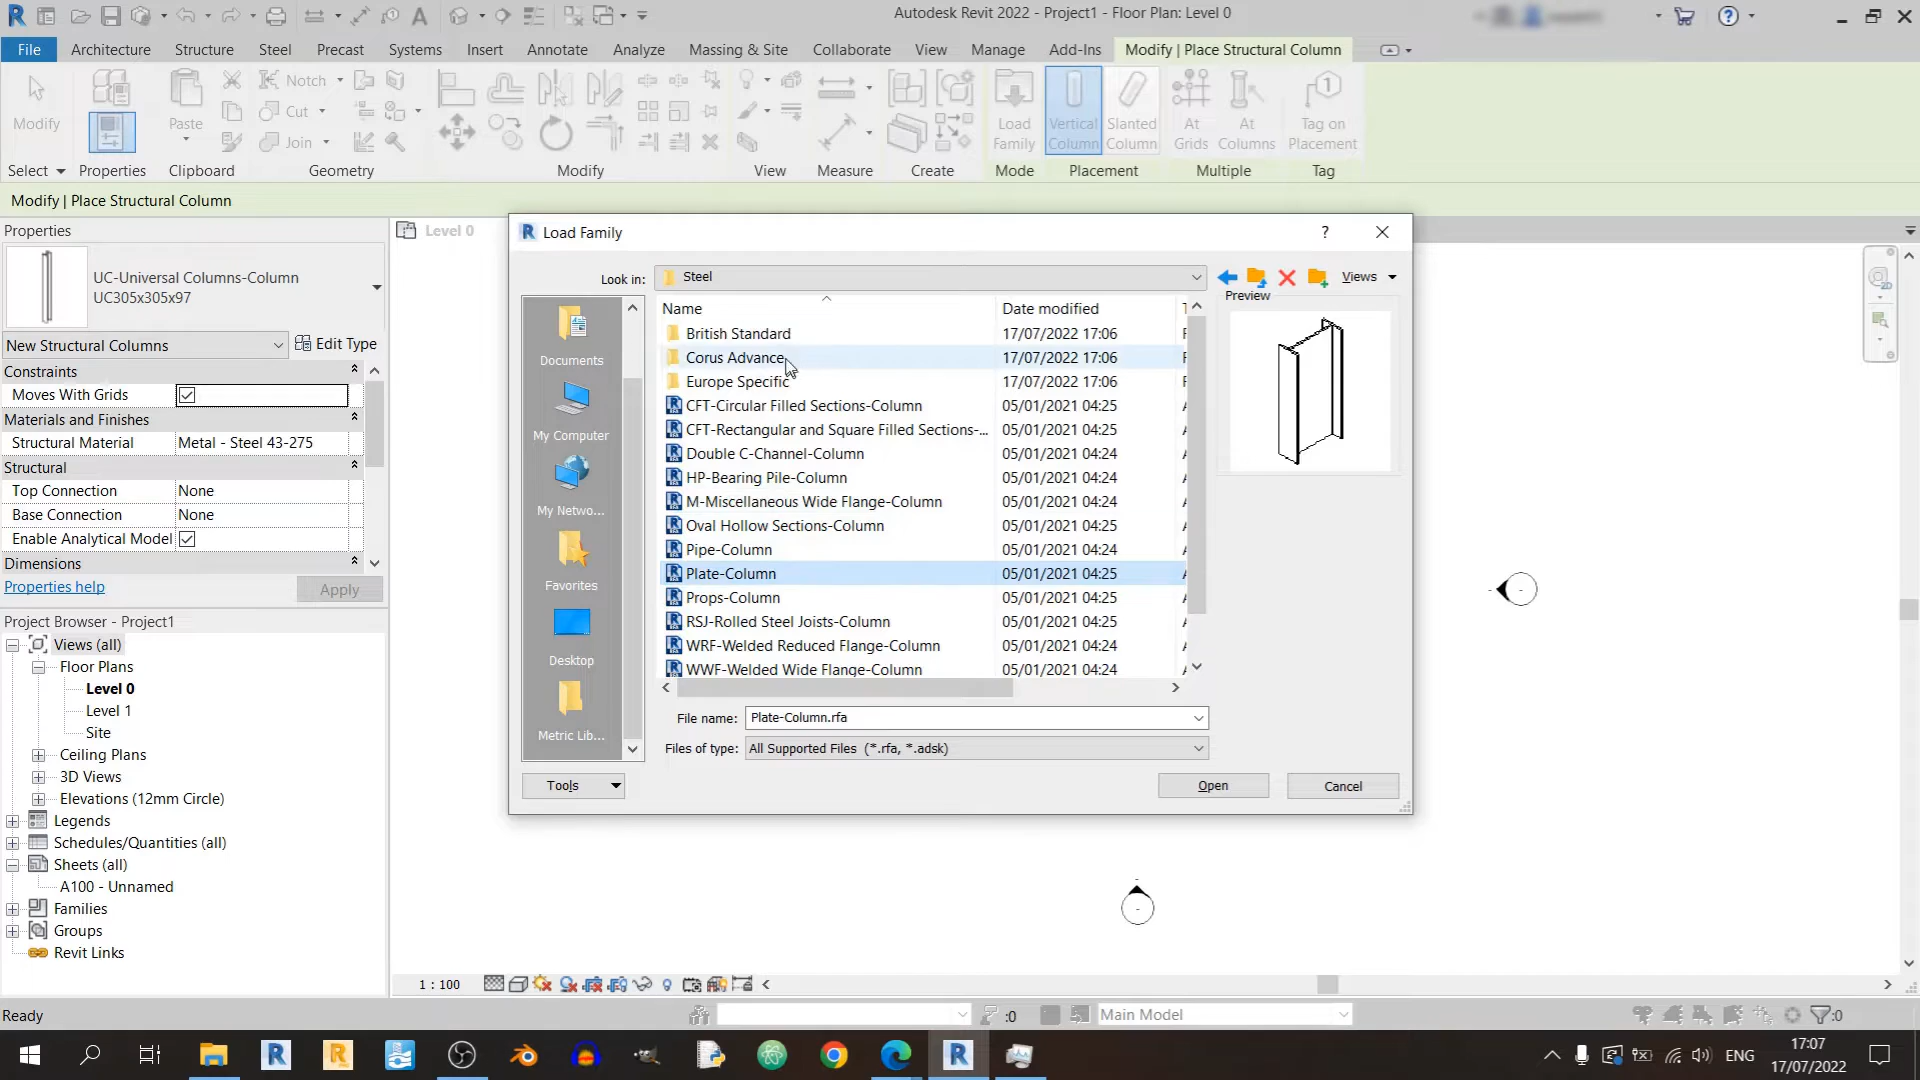 Autodesk Revit 2022 - Project1 - Floor Plan: Level 0
File Architecture Structure Steel Precast Systems Insert Annotate Analyze Massing & Site Collaborate View Manage Add-Ins Modify | Place Structural Column
Modify
Paste
Notch
Cut
Join
Load Family
Vertical Column
Slanted Column
At Grids
At Columns
Tag on Placement
Select Properties Clipboard Geometry Modify View Measure Create Mode Placement Multiple Tag
Modify | Place Structural Column
Properties
UC-Universal Columns-Column
UC305x305x97
New Structural Columns Edit Type
Constraints
Moves With Grids
Materials and Finishes
Structural Material Metal - Steel 43-275
Structural
Top Connection None
Base Connection None
Enable Analytical Model
Dimensions
Properties help Apply
Project Browser - Project1
Views (all)
Floor Plans
Level 0
Level 1
Site
Ceiling Plans
3D Views
Elevations (12mm Circle)
Legends
Schedules/Quantities (all)
Sheets (all)
A100 - Unnamed
Families
Groups
Revit Links
Level 0
Load Family
Look in: Steel Views
Documents
My Computer
My Netwo...
Favorites
Desktop
Metric Lib...
Name Date modified
British Standard 17/07/2022 17:06
Corus Advance 17/07/2022 17:06
Europe Specific 17/07/2022 17:06
CFT-Circular Filled Sections-Column 05/01/2021 04:25
CFT-Rectangular and Square Filled Sections-... 05/01/2021 04:25
Double C-Channel-Column 05/01/2021 04:24
HP-Bearing Pile-Column 05/01/2021 04:24
M-Miscellaneous Wide Flange-Column 05/01/2021 04:24
Oval Hollow Sections-Column 05/01/2021 04:25
Pipe-Column 05/01/2021 04:24
Plate-Column 05/01/2021 04:25
Props-Column 05/01/2021 04:25
RSJ-Rolled Steel Joists-Column 05/01/2021 04:25
WRF-Welded Reduced Flange-Column 05/01/2021 04:24
WWF-Welded Wide Flange-Column 05/01/2021 04:24
Preview
File name: Plate-Column.rfa
Files of type: All Supported Files (*.rfa, *.adsk)
Tools Open Cancel
1 : 100
Ready :0 Main Model :0
ENG
17:07
17/07/2022